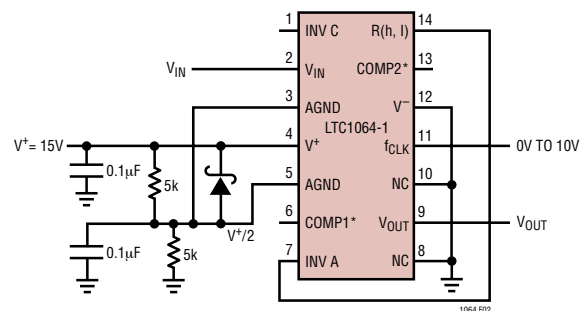 1 INV C R(h, I) 14
V_IN 2 V_IN COMP2* 13
3 AGND V⁻ 12
V⁺= 15V 4 V⁺ LTC1064-1 f_CLK 11 0V TO 10V
0.1µF 5k 5 AGND NC 10
V⁺/2 6 COMP1* V_OUT 9 V_OUT
0.1µF 5k 7 INV A NC 8
1064 F02